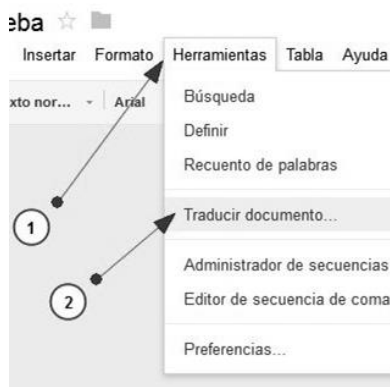 eba
Insertar Formato Herramientas Tabla Ayuda
xto nor... Arial
Búsqueda
Definir
Recuento de palabras
1
Traducir documento...
Administrador de secuencias
2
Editor de secuencia de coma
Preferencias...